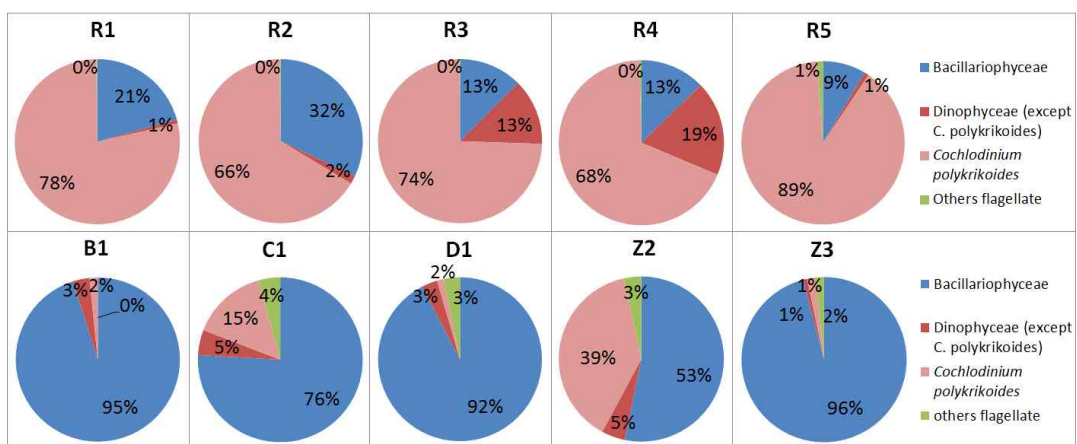 R1
0%
21%
1%
78%
R2
0%
32%
2%
66%
R3
0%
13%
13%
74%
R4
0%
13%
19%
68%
R5
1%
9%
1%
89%
Bacillariophyceae
Dinophyceae (except
C. polykrikoides)
Cochlodinium
polykrikoides
Others flagellate
B1
3%
2%
0%
95%
C1
4%
15%
5%
76%
D1
2%
3%
3%
92%
Z2
3%
39%
53%
5%
Z3
1%
1%
2%
96%
Bacillariophyceae
Dinophyceae (except
C. polykrikoides)
Cochlodinium
polykrikoides
others flagellate